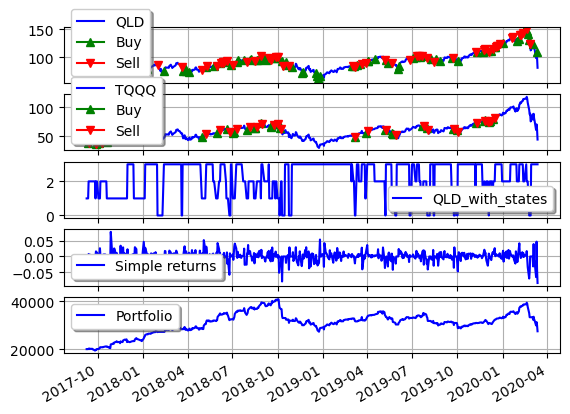 150
100
QLD
Buy
Sell
100
50
TQQQ
Buy
Sell
2
0
QLD_with_states
0.05
0.00
−0.05
Simple returns
40000
20000
Portfolio
2017-10
2018-01
2018-04
2018-07
2018-10
2019-01
2019-04
2019-07
2019-10
2020-01
2020-04